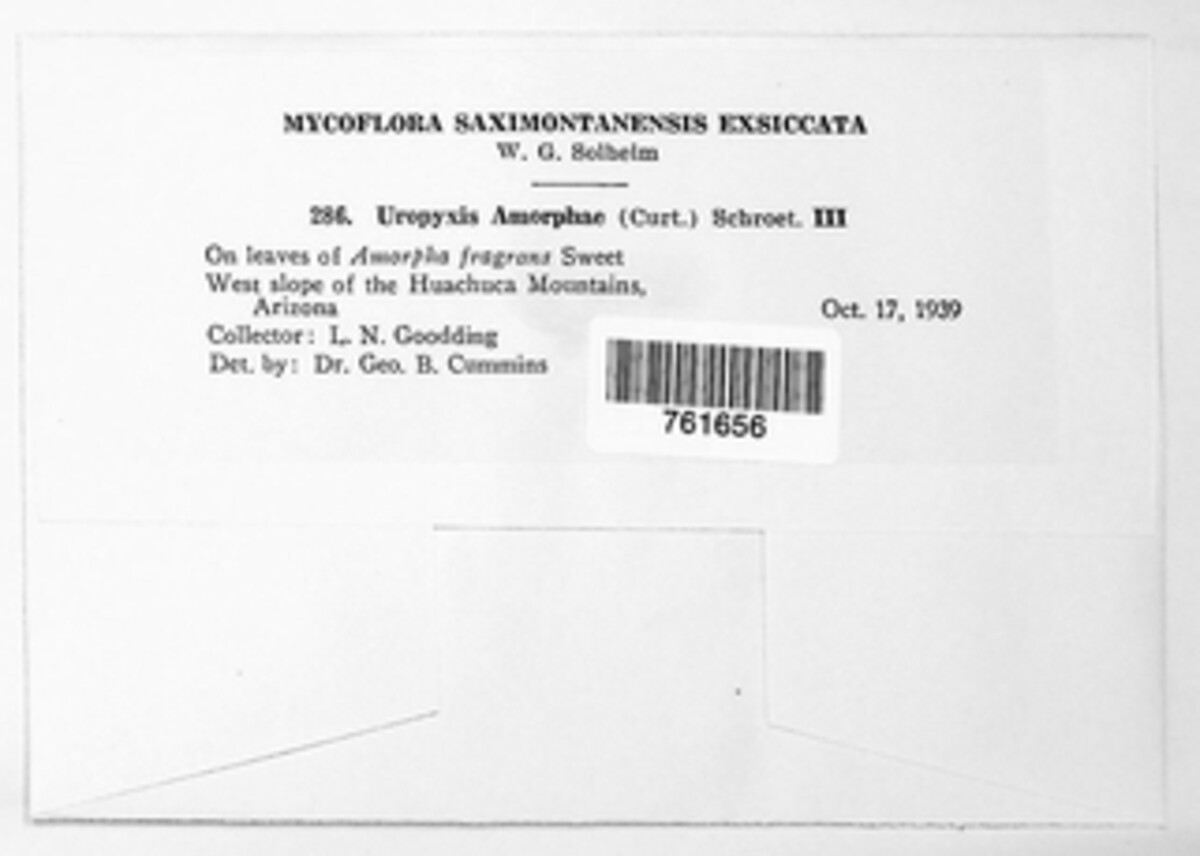 MYCOFLORA SAXIMONTANENSIS EXSICCATA
W. G. Solheim
286. Uropyxis Amorphae (Curt.) Schroet. III
On leaves of Amorpha fragrans Sweet
West slope of the Huachuca Mountains,
Arizona
Oct. 17, 1939
Collector: L. N. Goodding
Det. by: Dr. Geo. B. Cummins
761656